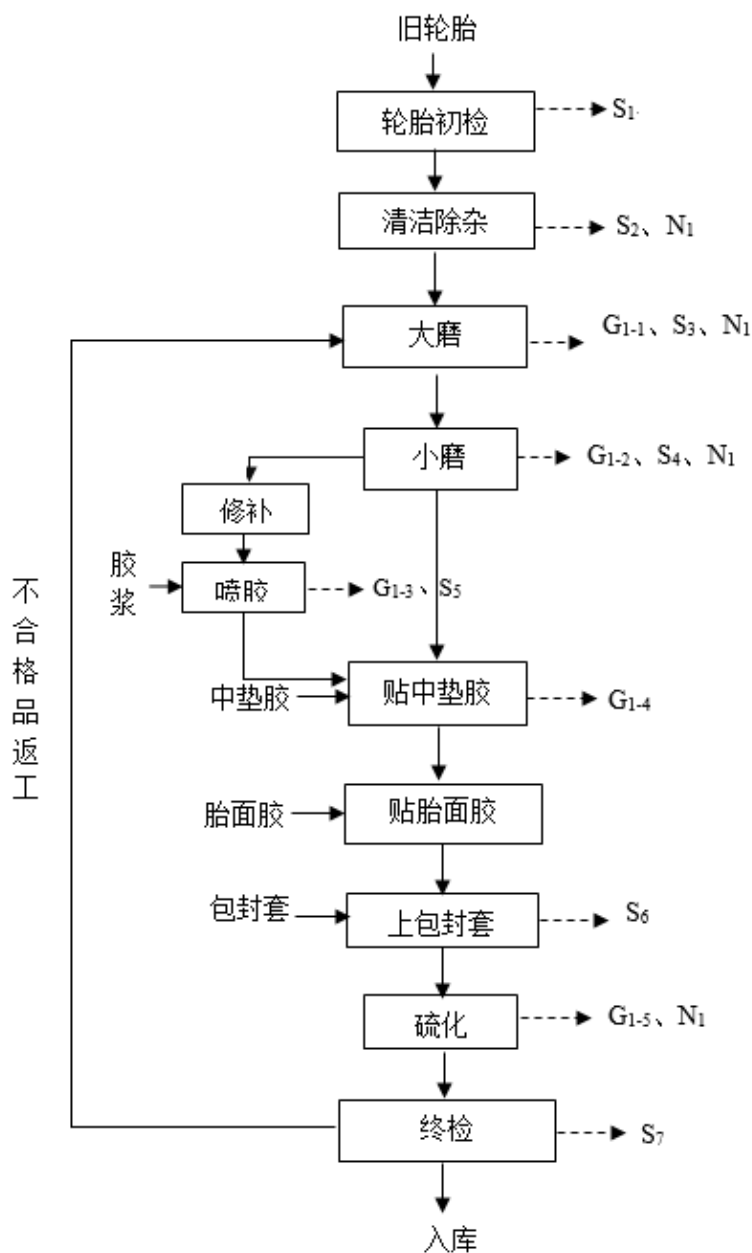 旧轮胎
轮胎初检
S₁.
清洁除杂
S₂、N₁
大磨
G₁₋₁、S₃、N₁
小磨
G₁₋₂、S₄、N₁
修补
胶浆
喷胶
G₁₋₃、S₅
中垫胶
贴中垫胶
G₁₋₄
不合格品返工
胎面胶
贴胎面胶
包封套
上包封套
S₆
硫化
G₁₋₅、N₁
终检
S₇
入库